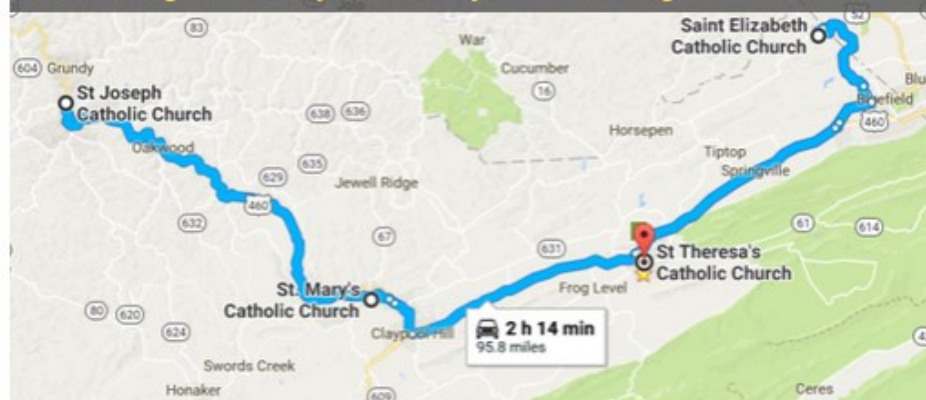 52
Saint Elizabeth
Catholic Church
83
War
604
Grundy
Cucumber
16
St Joseph
Catholic Church
638
636
Bluefield
460
Horsepen
Oakwood
635
Tiptop
Springville
629
Jewell Ridge
460
632
61
614
67
631
St Theresa's
Catholic Church
St. Mary's
Catholic Church
Frog Level
80
620
624
Claypool Hill
2 h 14 min
95.8 miles
Swords Creek
Honaker
609
Ceres